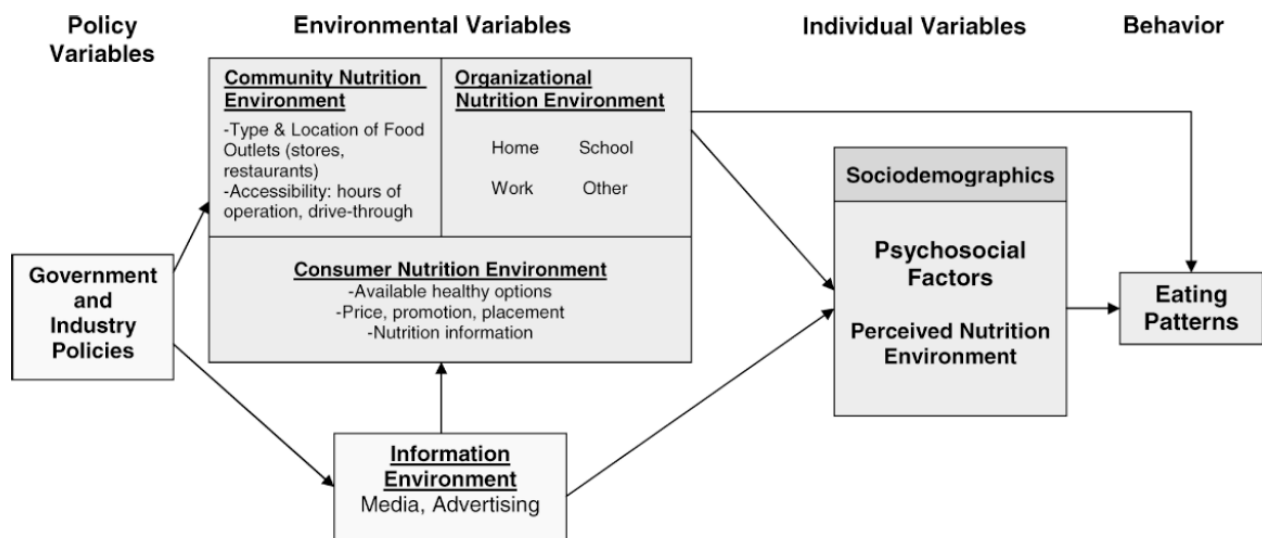 Policy
Variables
Environmental Variables
Individual Variables
Behavior
Community Nutrition
Environment
-Type & Location of Food
Outlets (stores,
restaurants)
-Accessibility: hours of
operation, drive-through
Organizational
Nutrition Environment
Home School
Work Other
Consumer Nutrition Environment
-Available healthy options
-Price, promotion, placement
-Nutrition information
Government
and
Industry
Policies
Information
Environment
Media, Advertising
Sociodemographics
Psychosocial
Factors
Perceived Nutrition
Environment
Eating
Patterns